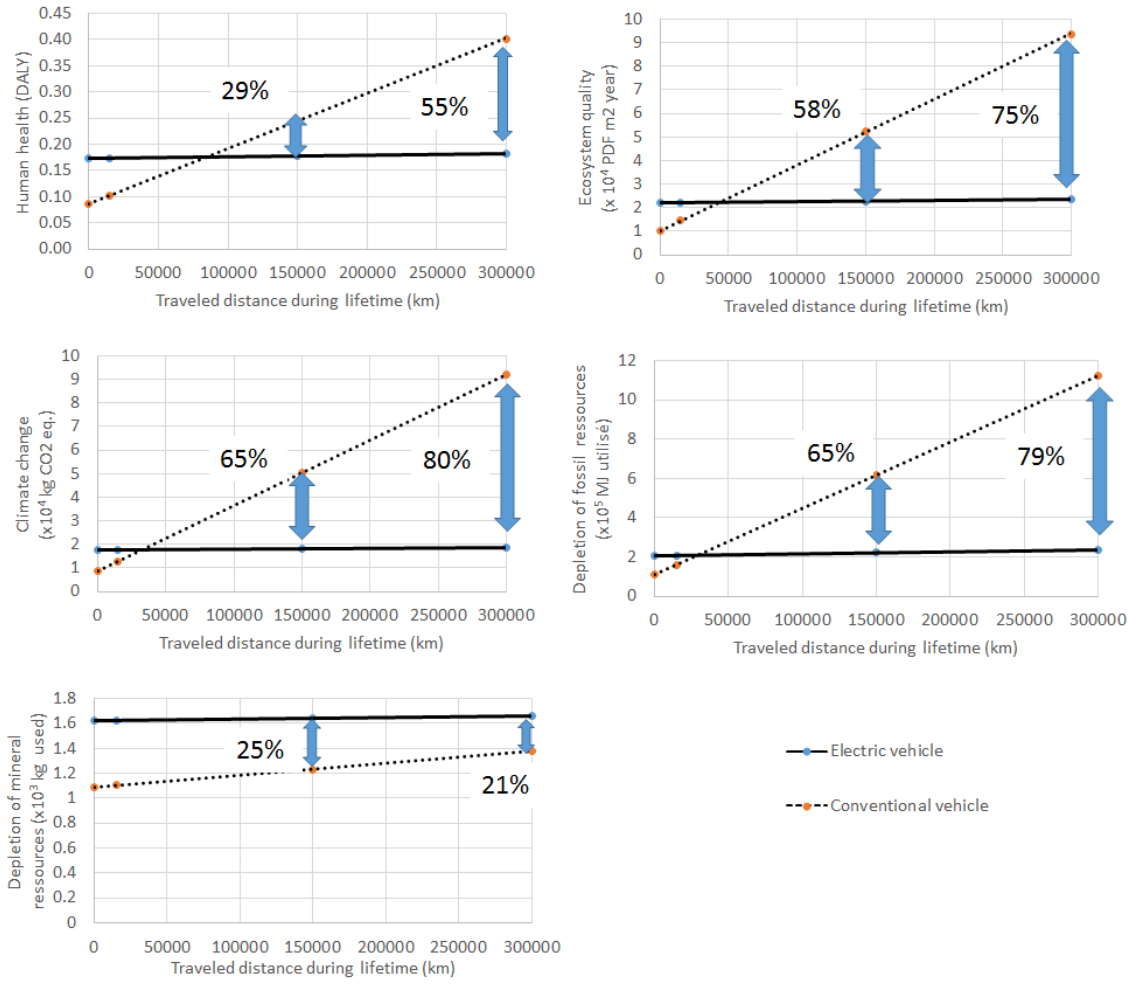 Human health (DALY)
0.45
0.40
0.35
0.30
0.25
0.20
0.15
0.10
0.05
0.00
29%
55%
0 50000 100000 150000 200000 250000 300000
Traveled distance during lifetime (km)
Ecosystem quality
(x 10⁴ PDF m2 year)
10
9
8
7
6
5
4
3
2
1
0
58%
75%
0 50000 100000 150000 200000 250000 300000
Traveled distance during lifetime (km)
Climate change
(x10⁴ kg CO2 eq.)
10
9
8
7
6
5
4
3
2
1
0
65%
80%
0 50000 100000 150000 200000 250000 300000
Traveled distance during lifetime (km)
Depletion of fossil ressources
(x10⁵ MJ utilisé)
12
10
8
6
4
2
0
65%
79%
0 50000 100000 150000 200000 250000 300000
Traveled distance during lifetime (km)
Depletion of mineral
ressources (x10³ kg used)
1.8
1.6
1.4
1.2
1
0.8
0.6
0.4
0.2
0
25%
21%
0 50000 100000 150000 200000 250000 300000
Traveled distance during lifetime (km)
Electric vehicle
Conventional vehicle